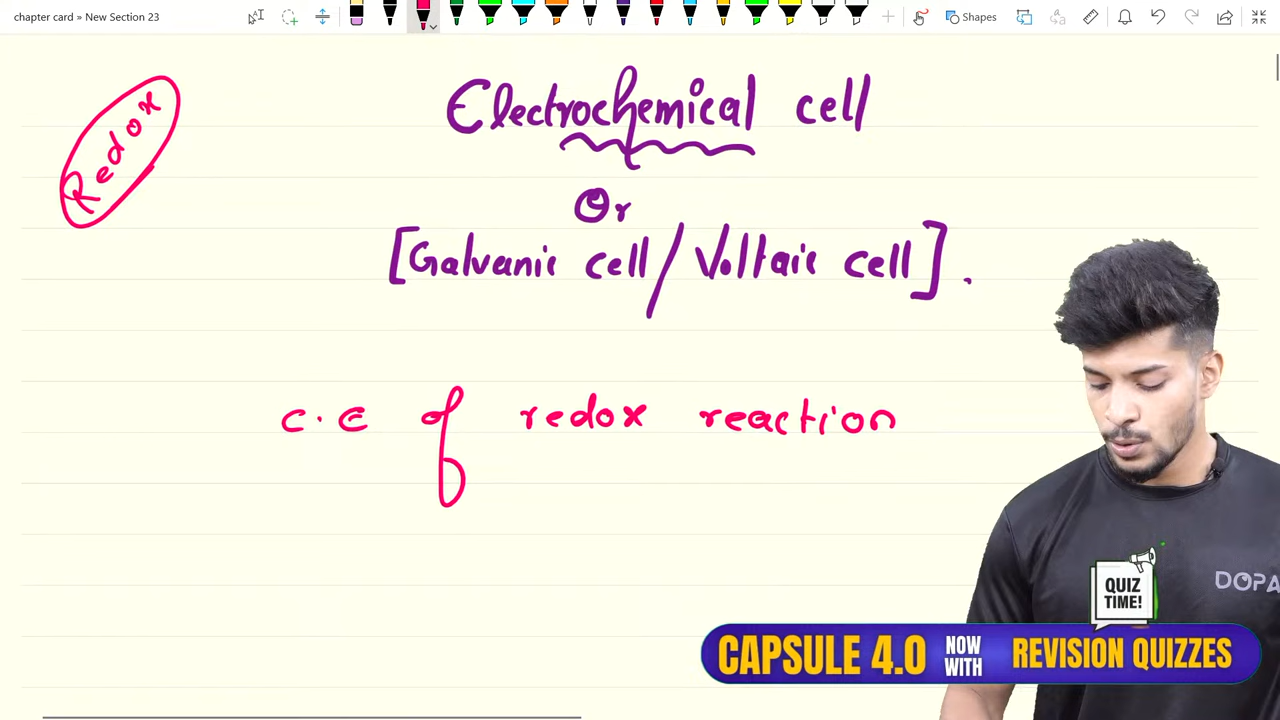 chapter card » New Section 23
Shapes
Redox
Electrochemical cell
Or
[Galvanic cell/Voltaic cell].
C.E of redox reaction
DOPA
QUIZ
TIME!
CAPSULE 4.0 NOW WITH REVISION QUIZZES